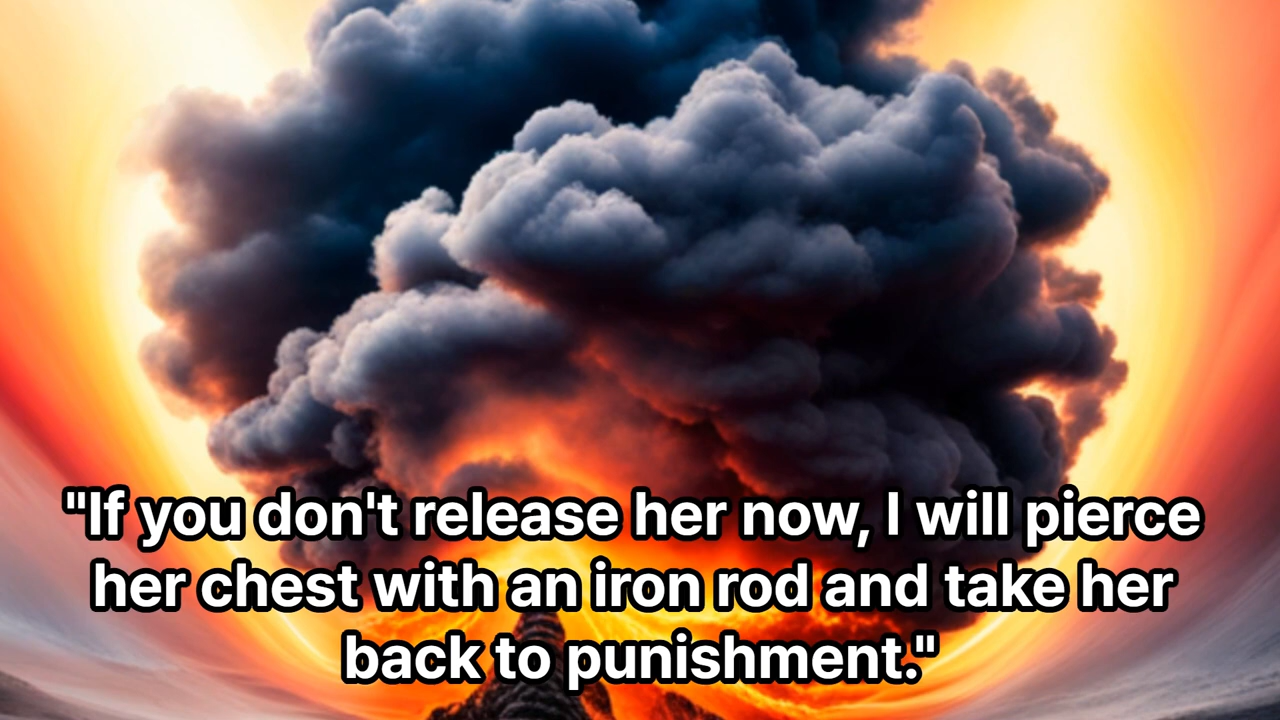 "If you don't release her now, I will pierce
her chest with an iron rod and take her
back to punishment."